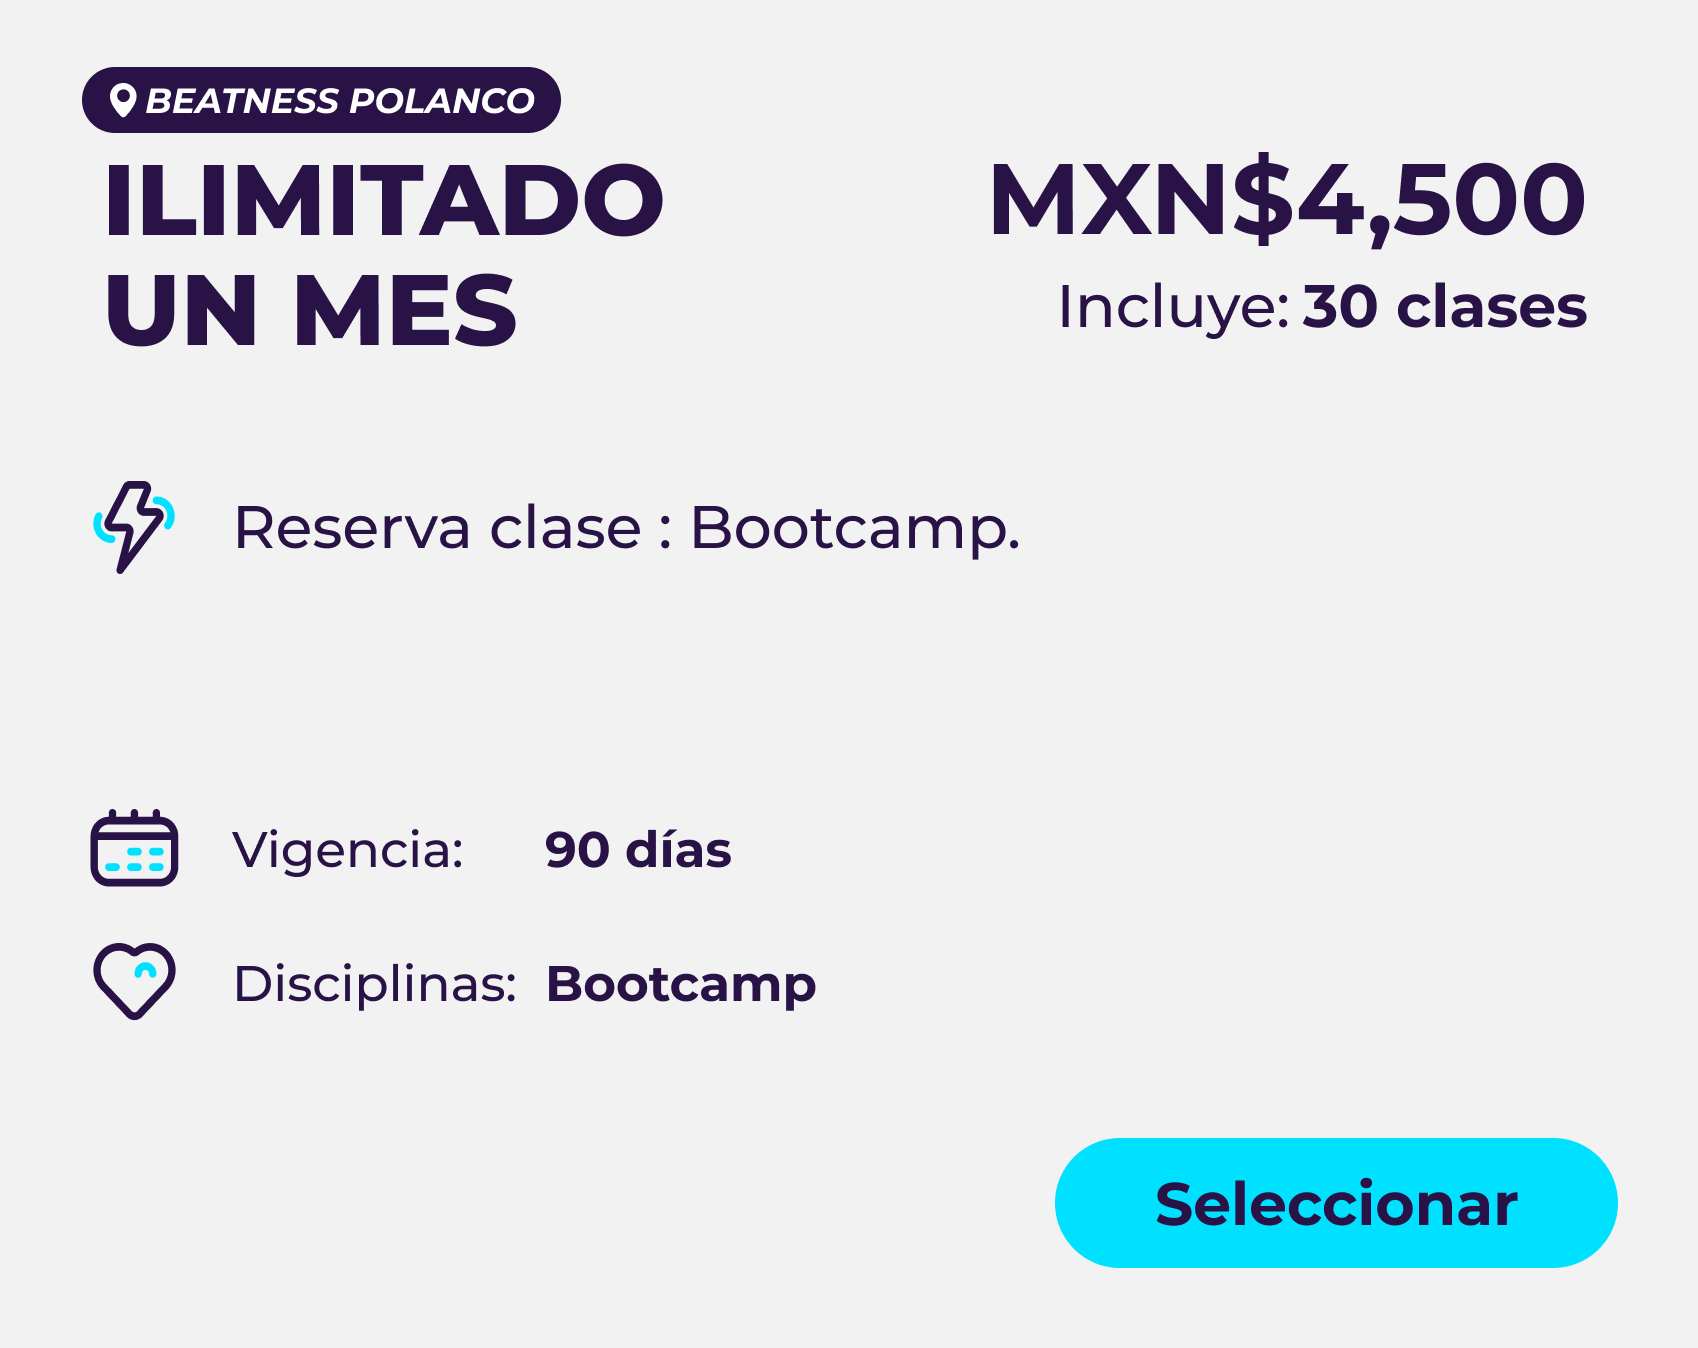 BEATNESS POLANCO
ILIMITADO
UN MES
MXN$4,500
Incluye: 30 clases
Reserva clase : Bootcamp.
Vigencia: 90 días
Disciplinas: Bootcamp
Seleccionar